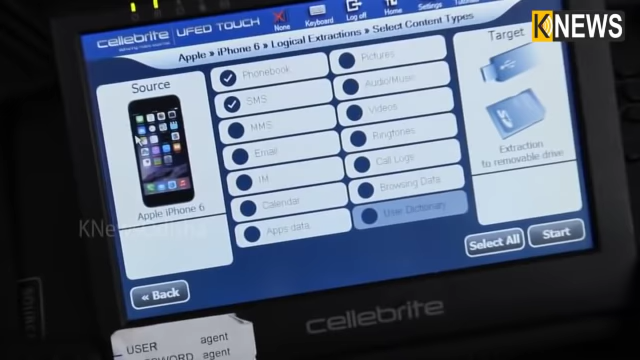 cellebrite UFED TOUCH
None
Keyboard
Log off
Home
Settings
Tutorials
KNEWS
Apple » iPhone 6 » Logical Extractions » Select Content Types
Source
Apple iPhone 6
Phonebook
SMS
MMS
Email
IM
Calendar
Apps data
Pictures
Audio/Music
Videos
Ringtones
Call Logs
Browsing Data
User Dictionary
Target
Extraction
to removable drive
Select All
Start
« Back
cellebrite
USER agent
agent